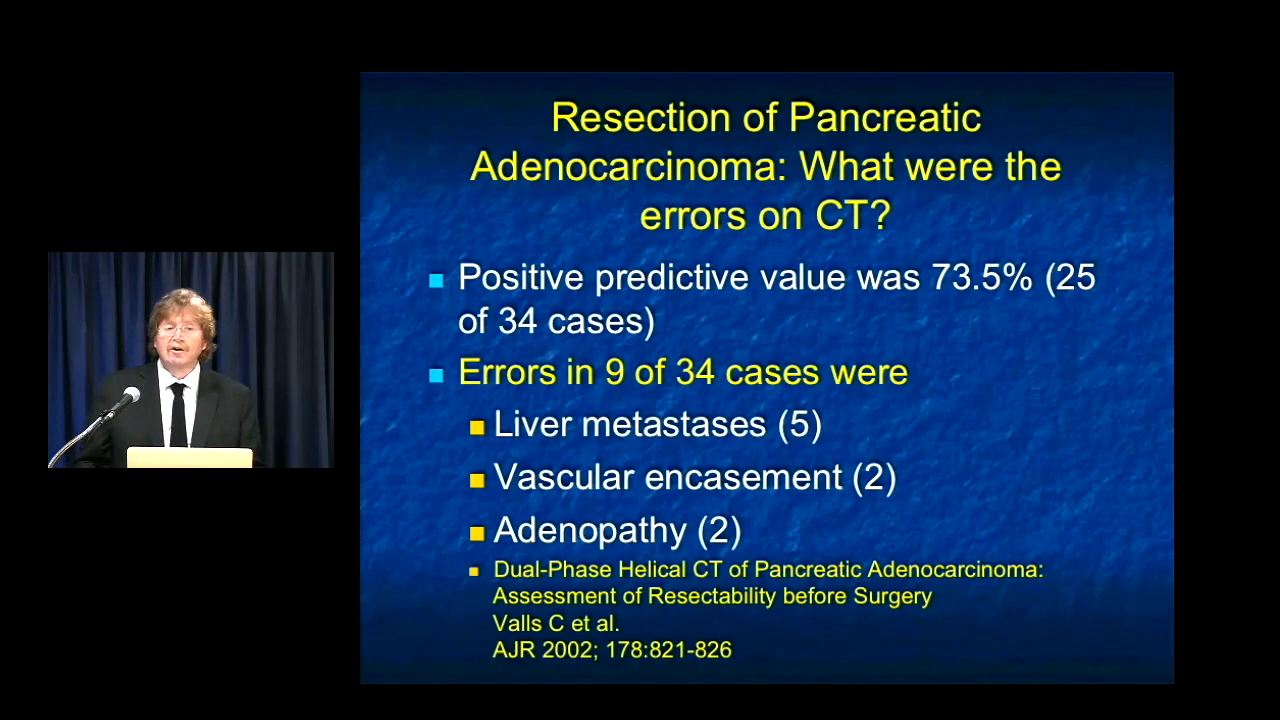 Resection of Pancreatic
Adenocarcinoma: What were the
errors on CT?
Positive predictive value was 73.5% (25
of 34 cases)
Errors in 9 of 34 cases were
Liver metastases (5)
Vascular encasement (2)
Adenopathy (2)
Dual-Phase Helical CT of Pancreatic Adenocarcinoma:
Assessment of Resectability before Surgery
Valls C et al.
AJR 2002; 178:821-826